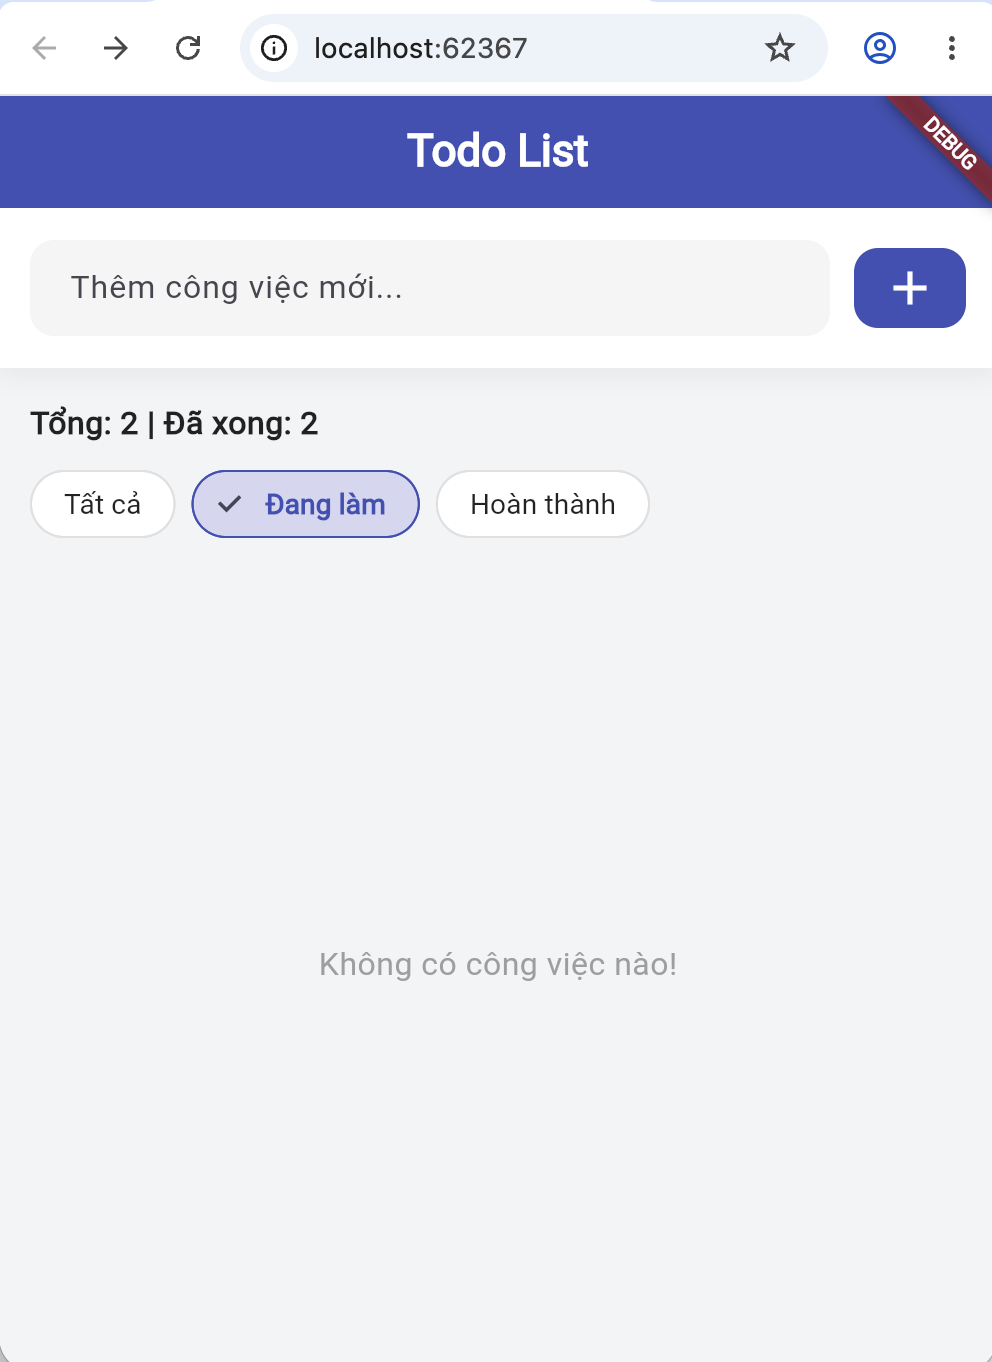 localhost:62367
Todo List
DEBUG
Thêm công việc mới...
Tổng: 2 | Đã xong: 2
Tất cả
Đang làm
Hoàn thành
Không có công việc nào!